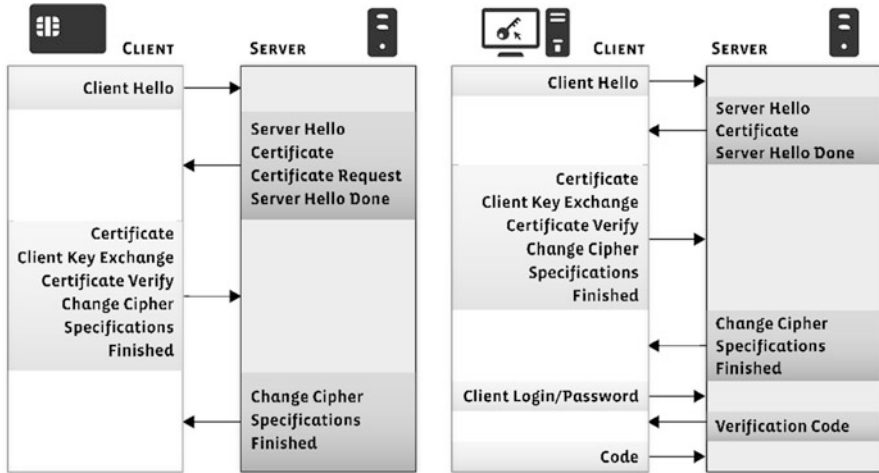 CLIENT
SERVER
Client Hello
Server Hello
Certificate
Certificate Request
Server Hello Done
Certificate
Client Key Exchange
Certificate Verify
Change Cipher
Specifications
Finished
Change Cipher
Specifications
Finished
CLIENT
SERVER
Client Hello
Server Hello
Certificate
Server Hello Done
Certificate
Client Key Exchange
Certificate Verify
Change Cipher
Specifications
Finished
Change Cipher
Specifications
Finished
Client Login/Password
Verification Code
Code